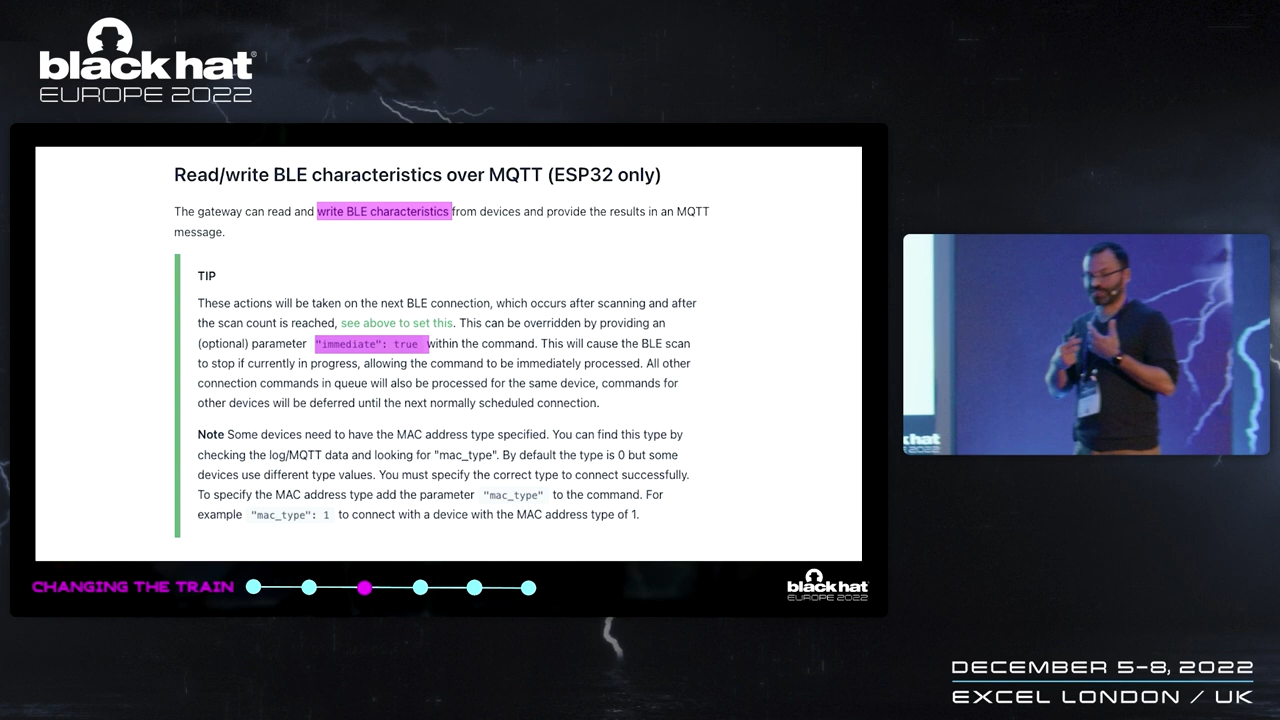 black hat®
EUROPE 2022
Read/write BLE characteristics over MQTT (ESP32 only)
The gateway can read and write BLE characteristics from devices and provide the results in an MQTT
message.
TIP
These actions will be taken on the next BLE connection, which occurs after scanning and after
the scan count is reached, see above to set this. This can be overridden by providing an
(optional) parameter "immediate": true within the command. This will cause the BLE scan
to stop if currently in progress, allowing the command to be immediately processed. All other
connection commands in queue will also be processed for the same device, commands for
other devices will be deferred until the next normally scheduled connection.
Note Some devices need to have the MAC address type specified. You can find this type by
checking the log/MQTT data and looking for "mac_type". By default the type is 0 but some
devices use different type values. You must specify the correct type to connect successfully.
To specify the MAC address type add the parameter "mac_type" to the command. For
example "mac_type": 1 to connect with a device with the MAC address type of 1.
CHANGING THE TRAIN
black hat
EUROPE 2022
hat
2022
DECEMBER 5-8, 2022
EXCEL LONDON / UK